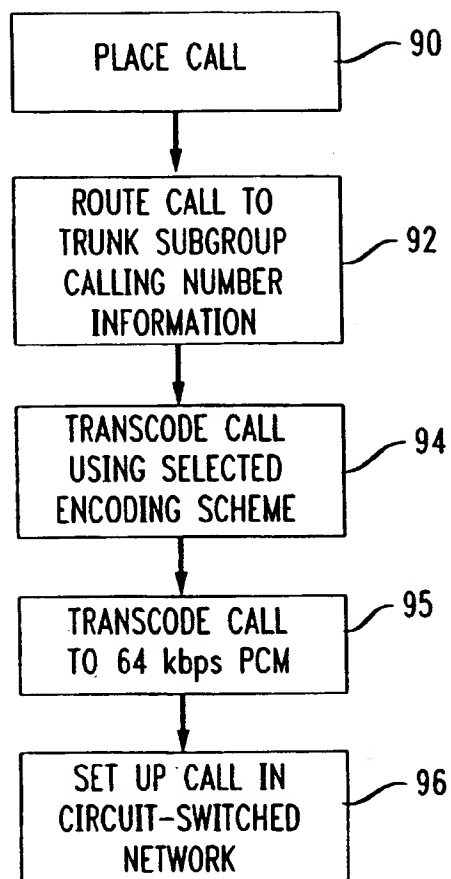 PLACE CALL
90
ROUTE CALL TO
TRUNK SUBGROUP
CALLING NUMBER
INFORMATION
92
TRANSCODE CALL
USING SELECTED
ENCODING SCHEME
94
TRANSCODE CALL
TO 64 kbps PCM
95
SET UP CALL IN
CIRCUIT-SWITCHED
NETWORK
96